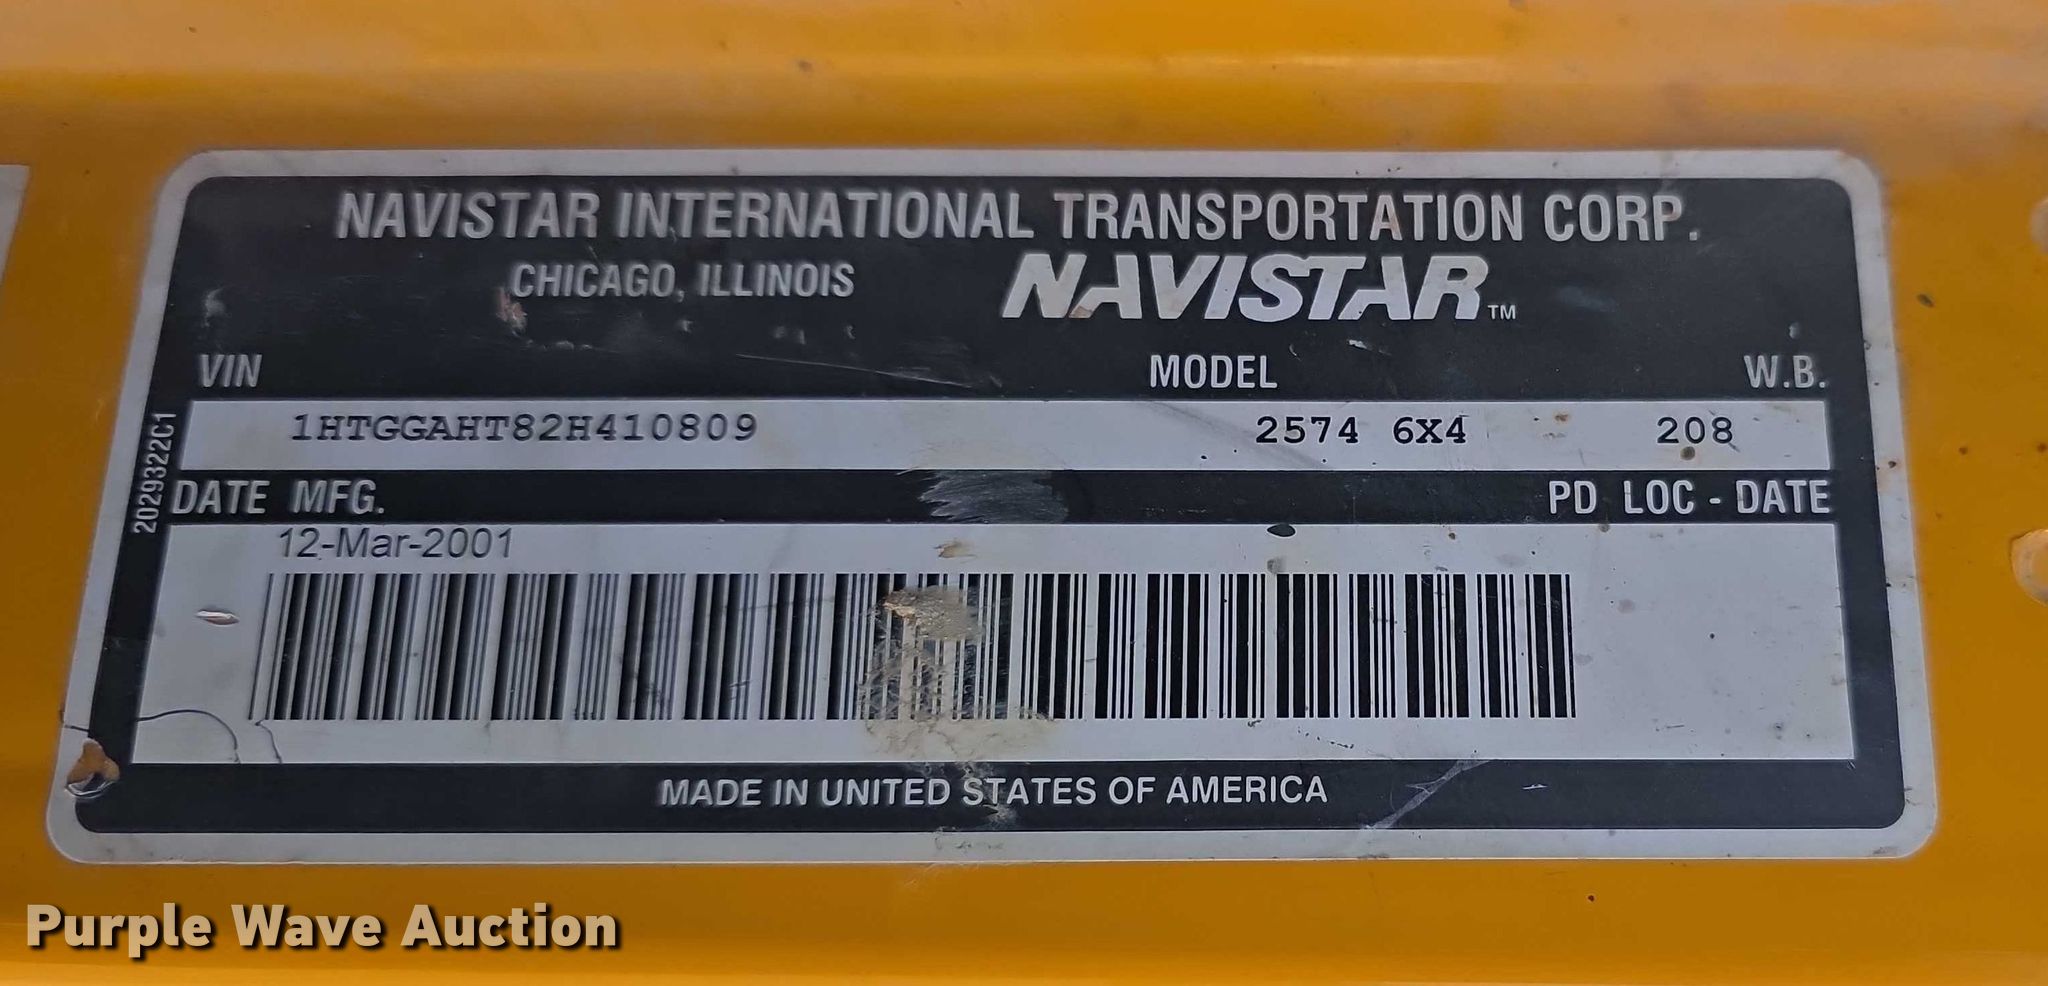 NAVISTAR INTERNATIONAL TRANSPORTATION CORP.
CHICAGO, ILLINOIS
NAVISTAR™
VIN MODEL W.B.
1HTGGAHT82H410809 2574 6X4 208
2029322C1
DATE MFG. PD LOC - DATE
12-Mar-2001
MADE IN UNITED STATES OF AMERICA
Purple Wave Auction